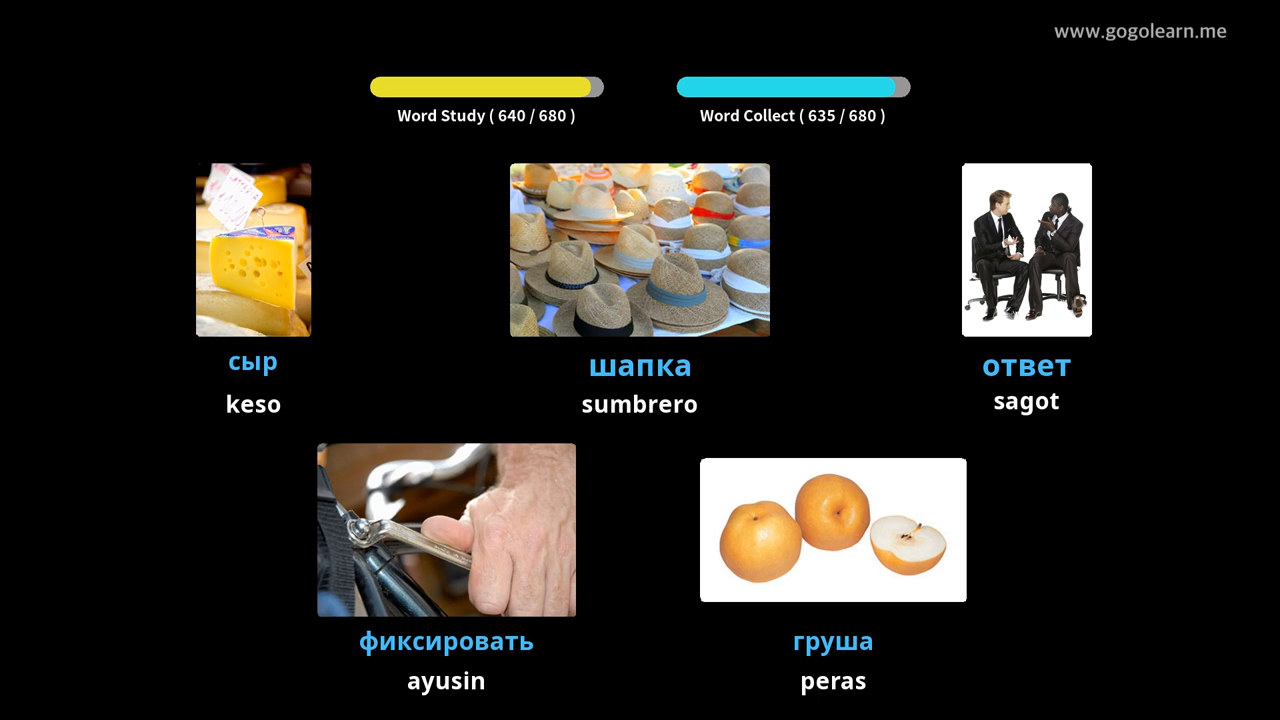 www.gogolearn.me
Word Study ( 640 / 680 )
Word Collect ( 635 / 680 )
сыр
keso
шапка
sumbrero
ответ
sagot
фиксировать
ayusin
груша
peras